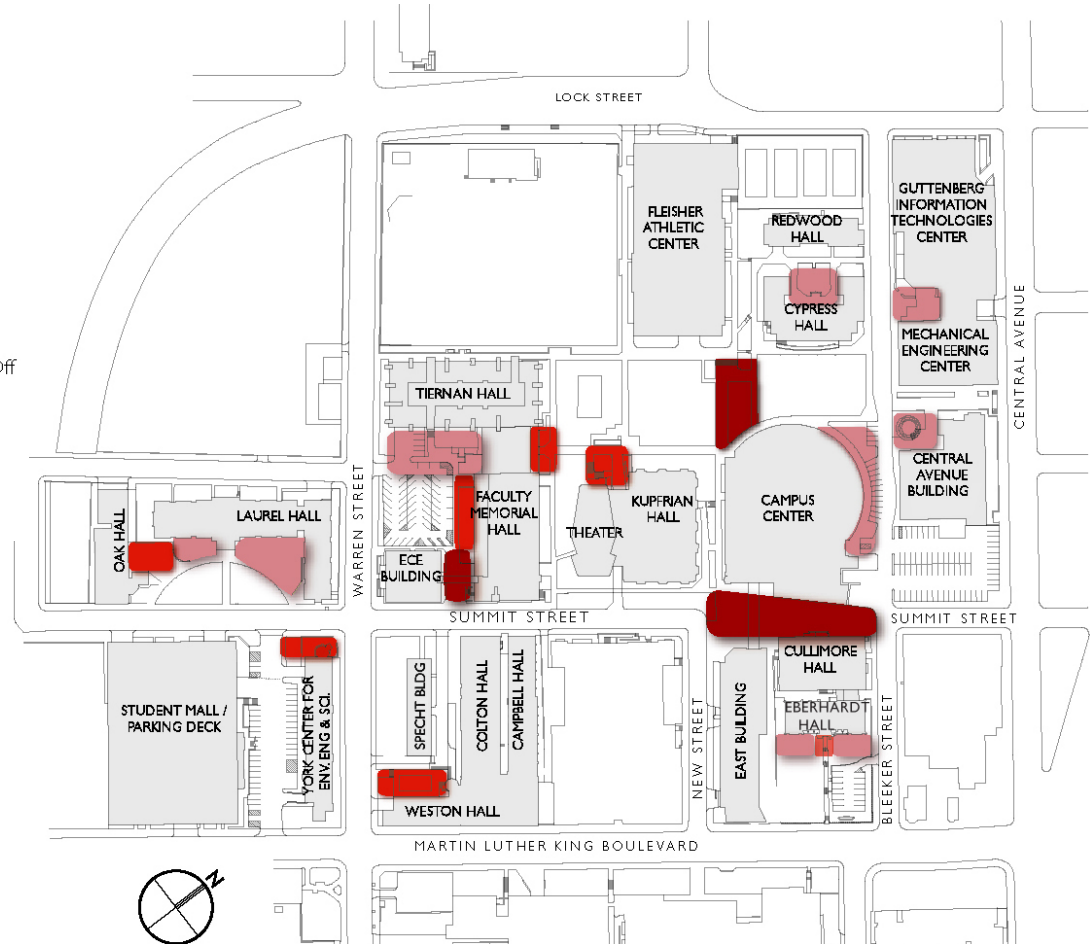 LOCK STREET
GUTTENBERG
INFORMATION
TECHNOLOGIES
CENTER
FLEISHER
ATHLETIC
CENTER
REDWOOD
HALL
CYPRESS
HALL
MECHANICAL
ENGINEERING
CENTER
CENTRAL AVENUE
Off
TIERNAN HALL
WARREN STREET
FACULTY
MEMORIAL
HALL
KUPFRIAN
HALL
THEATER
CAMPUS
CENTER
CENTRAL
AVENUE
BUILDING
OAK HALL
LAUREL HALL
ECE
BUILDING
SUMMIT STREET
SUMMIT STREET
STUDENT MALL /
PARKING DECK
YORK CENTER FOR
ENV. ENG & SCI.
SPECHT BLDG
COLTON HALL
CAMPBELL HALL
WESTON HALL
NEW STREET
EAST BUILDING
CULLIMORE
HALL
EBERHARDT
HALL
BLEEKER STREET
MARTIN LUTHER KING BOULEVARD
N